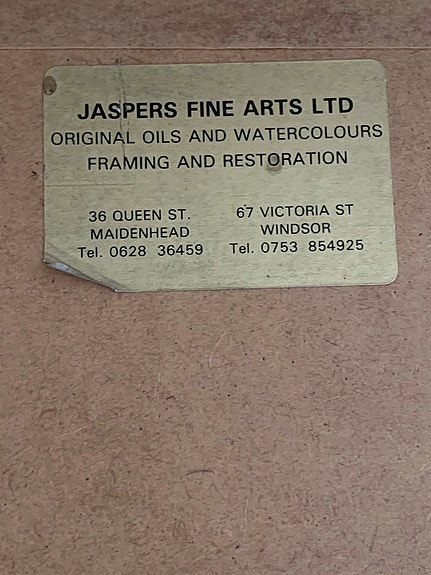 JASPERS FINE ARTS LTD
ORIGINAL OILS AND WATERCOLOURS
FRAMING AND RESTORATION
36 QUEEN ST. 67 VICTORIA ST
MAIDENHEAD WINDSOR
Tel. 0628 36459 Tel. 0753 854925